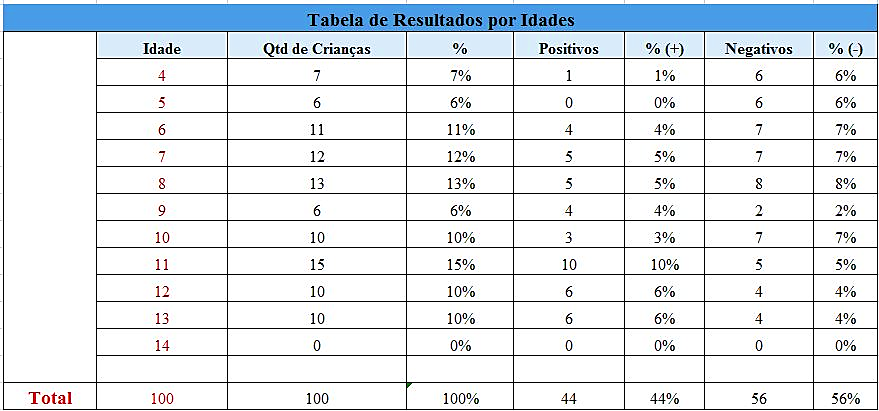 Tabela de Resultados por Idades
Idade Qtd de Crianças % Positivos % (+) Negativos % (-)
4 7 7% 1 1% 6 6%
5 6 6% 0 0% 6 6%
6 11 11% 4 4% 7 7%
7 12 12% 5 5% 7 7%
8 13 13% 5 5% 8 8%
9 6 6% 4 4% 2 2%
10 10 10% 3 3% 7 7%
11 15 15% 10 10% 5 5%
12 10 10% 6 6% 4 4%
13 10 10% 6 6% 4 4%
14 0 0% 0 0% 0 0%
Total 100 100 100% 44 44% 56 56%